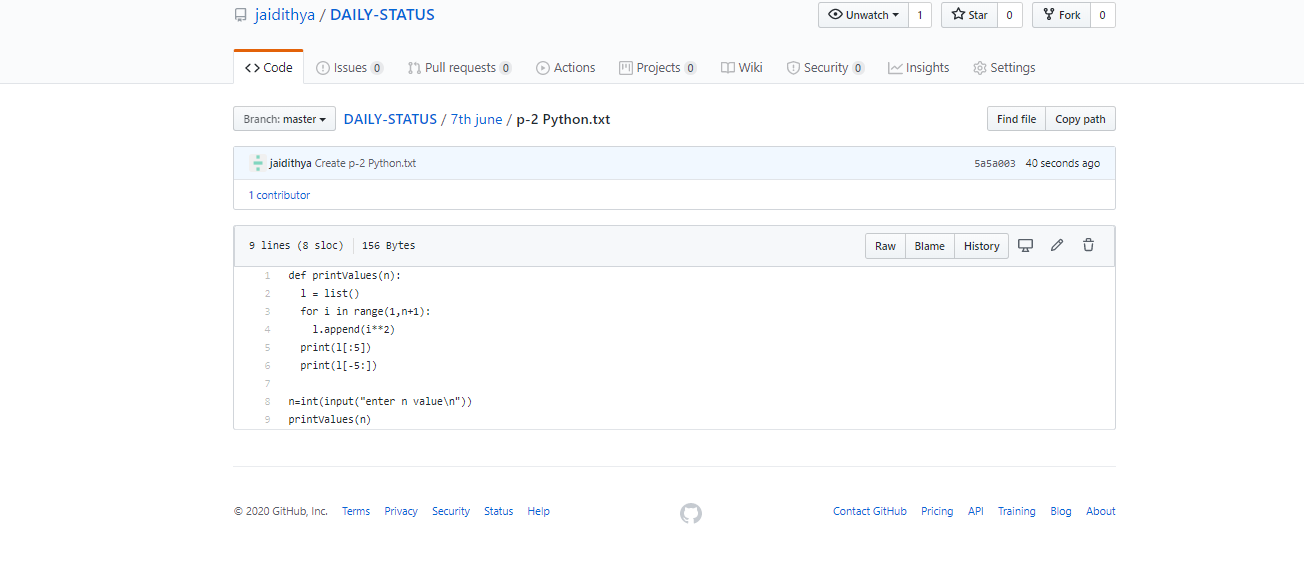 jaidithya / DAILY-STATUS
Unwatch 1 Star 0 Fork 0
Code Issues 0 Pull requests 0 Actions Projects 0 Wiki Security 0 Insights Settings
Branch: master DAILY-STATUS / 7th june / p-2 Python.txt Find file Copy path
jaidithya Create p-2 Python.txt 5a5a003 40 seconds ago
1 contributor
9 lines (8 sloc) 156 Bytes Raw Blame History
1 def printValues(n):
2   l = list()
3   for i in range(1,n+1):
4     l.append(i**2)
5   print(l[:5])
6   print(l[-5:])
7
8 n=int(input("enter n value\n"))
9 printValues(n)
© 2020 GitHub, Inc. Terms Privacy Security Status Help Contact GitHub Pricing API Training Blog About